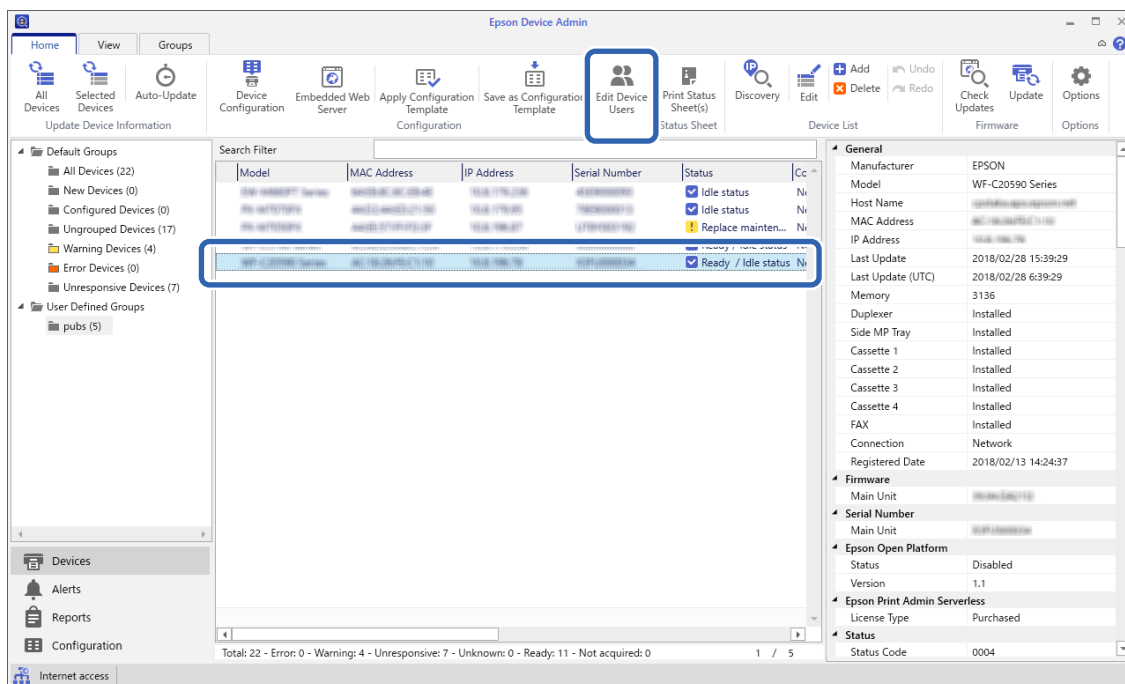 Epson Device Admin
Home View Groups
All Devices
Selected Devices
Auto-Update
Update Device Information
Device Configuration
Embedded Web Server
Apply Configuration Template
Save as Configuration Template
Edit Device Users
Configuration
Print Status Sheet(s)
Status Sheet
Discovery
Edit
Add
Delete
Undo
Redo
Device List
Check Updates
Update
Firmware
Options
Options
Default Groups
All Devices (22)
New Devices (0)
Configured Devices (0)
Ungrouped Devices (17)
Warning Devices (4)
Error Devices (0)
Unresponsive Devices (7)
User Defined Groups
pubs (5)
Devices
Alerts
Reports
Configuration
Search Filter
Model MAC Address IP Address Serial Number Status
Idle status
Idle status
Replace mainten...
Ready / Idle status
Total: 22 - Error: 0 - Warning: 4 - Unresponsive: 7 - Unknown: 0 - Ready: 11 - Not acquired: 0 1 / 5
General
Manufacturer EPSON
Model WF-C20590 Series
Host Name
MAC Address
IP Address
Last Update 2018/02/28 15:39:29
Last Update (UTC) 2018/02/28 6:39:29
Memory 3136
Duplexer Installed
Side MP Tray Installed
Cassette 1 Installed
Cassette 2 Installed
Cassette 3 Installed
Cassette 4 Installed
FAX Installed
Connection Network
Registered Date 2018/02/13 14:24:37
Firmware
Main Unit
Serial Number
Main Unit
Epson Open Platform
Status Disabled
Version 1.1
Epson Print Admin Serverless
License Type Purchased
Status
Status Code 0004
Internet access